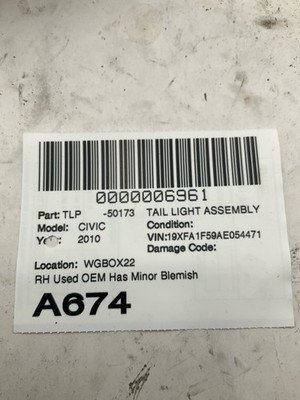 0000006961
Part: TLP -50173 TAIL LIGHT ASSEMBLY
Model: CIVIC Condition:
Year: 2010 VIN:19XFA1F59AE054471
Damage Code:
Location: WGBOX22
RH Used OEM Has Minor Blemish
A674